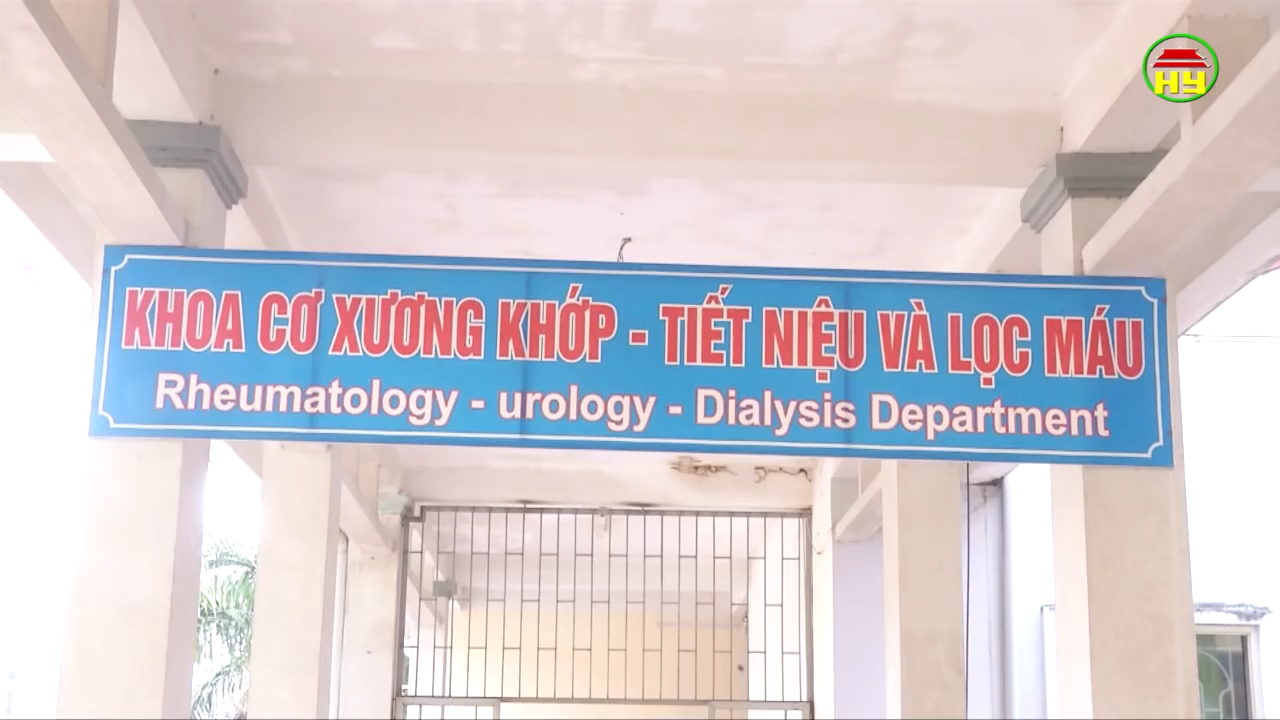 HY
KHOA CƠ XƯƠNG KHỚP - TIẾT NIỆU VÀ LỌC MÁU
Rheumatology - urology - Dialysis Department